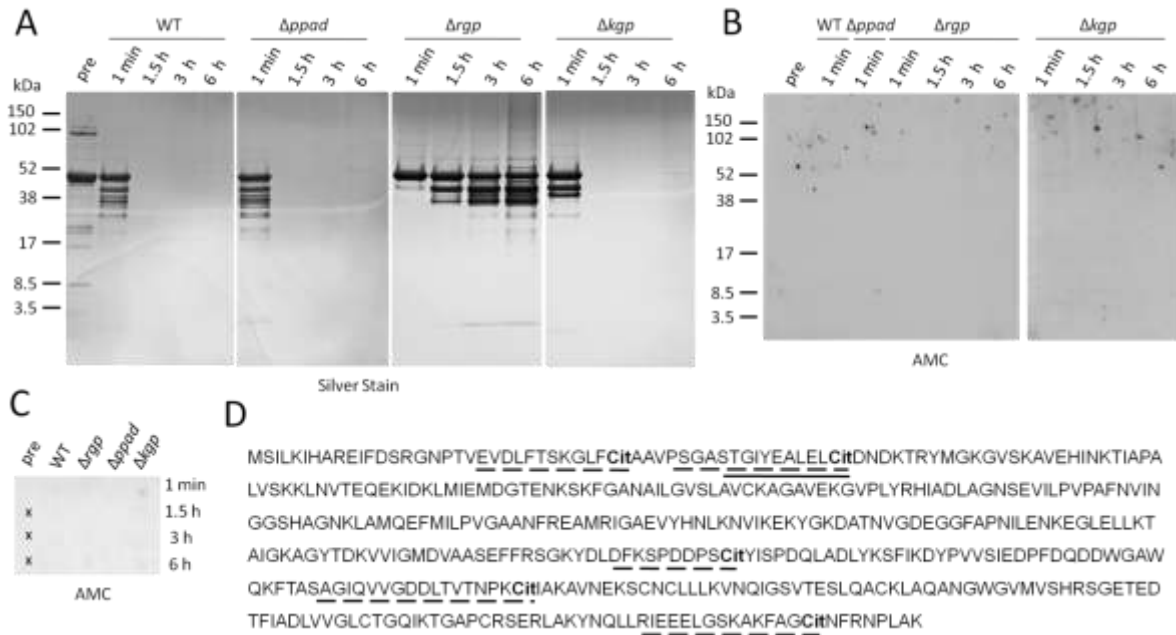 A
WT
Δppad
Δrgp
Δkgp
pre
1 min
1.5 h
3 h
6 h
1 min
1.5 h
3 h
6 h
1 min
1.5 h
3 h
6 h
1 min
1.5 h
3 h
6 h
kDa
150
102
52
38
17
8.5
3.5
Silver Stain
B
WT Δppad Δrgp Δkgp
pre
1 min
1 min
1 min
3 h
6 h
1 min
1.5 h
3 h
6 h
kDa
150
102
52
38
17
8.5
3.5
AMC
C
pre
WT
Δrgp
Δppad
Δkgp
1 min
x 1.5 h
x 3 h
x 6 h
AMC
D
MSILKIHAREIFDSRGNPTVEVDLFTSKGLFCitAAVPSGASTGIYEALELCitDNDKTRYMGKGVSKAVEHINKTIAPA
LVSKKLNVTEQEKIDKLMIEMDGTENKSKFGANAILGVSLAVCKAGAVEKGVPLYRHIADLAGNSEVILPVPAFNVIN
GGSHAGNKLAMQEFMILPVGAANFREAMRIGAEVYHNLKNVIKEKYGKDATNVGDEGGFAPNILENKEGLELLKT
AIGKAGYTDKVVIGMDVAASEFFRSGKYDLDFKSPDDPSCitYISPDQLADLYKSFIKDYPVVSIEDPFDQDDWGAW
QKFTASAGIQVVGDDLTVTNPKCitIAKAVNEKSCNCLLLKVNQIGSVTESLQACKLAQANGWGVMVSHRSGETED
TFIADLVVGLCTGQIKTGAPCRSERLAKYNQLLRIEEELGSKAKFAGCitNFRNPLAK